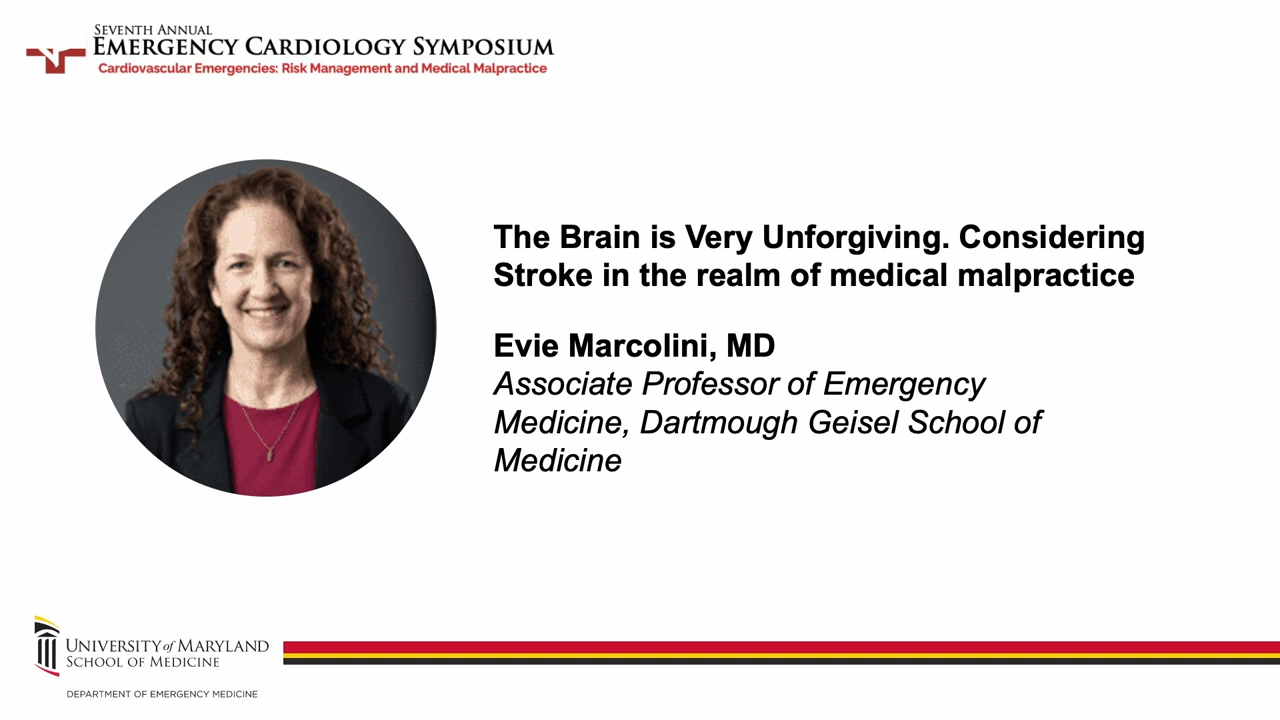 SEVENTH ANNUAL
EMERGENCY CARDIOLOGY SYMPOSIUM
Cardiovascular Emergencies: Risk Management and Medical Malpractice
The Brain is Very Unforgiving. Considering
Stroke in the realm of medical malpractice
Evie Marcolini, MD
Associate Professor of Emergency
Medicine, Dartmough Geisel School of
Medicine
UNIVERSITY of MARYLAND
SCHOOL OF MEDICINE
DEPARTMENT OF EMERGENCY MEDICINE